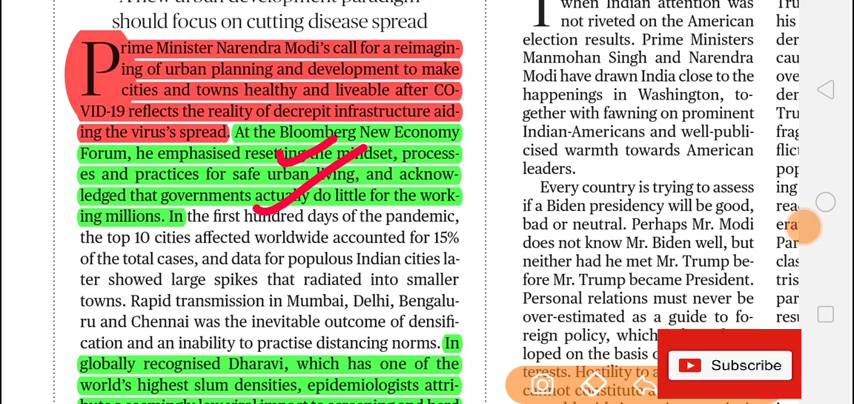 should focus on cutting disease spread
Prime Minister Narendra Modi's call for a reimagin-
ing of urban planning and development to make
cities and towns healthy and liveable after CO-
VID-19 reflects the reality of decrepit infrastructure aid-
ing the virus's spread. At the Bloomberg New Economy
Forum, he emphasised resetting the mindset, process-
es and practices for safe urban living, and acknow-
ledged that governments actually do little for the work-
ing millions. In the first hundred days of the pandemic,
the top 10 cities affected worldwide accounted for 15%
of the total cases, and data for populous Indian cities la-
ter showed large spikes that radiated into smaller
towns. Rapid transmission in Mumbai, Delhi, Bengalu-
ru and Chennai was the inevitable outcome of densifi-
cation and an inability to practise distancing norms. In
globally recognised Dharavi, which has one of the
world's highest slum densities, epidemiologists attri-
when Indian attention was
not riveted on the American
election results. Prime Ministers
Manmohan Singh and Narendra
Modi have drawn India close to the
happenings in Washington, to-
gether with fawning on prominent
Indian-Americans and well-publi-
cised warmth towards American
leaders.
Every country is trying to assess
if a Biden presidency will be good,
bad or neutral. Perhaps Mr. Modi
does not know Mr. Biden well, but
neither had he met Mr. Trump be-
fore Mr. Trump became President.
Personal relations must never be
over-estimated as a guide to fo-
reign policy, which
loped on the basis
terests. Hostility to
cannot constitute
his
Subscribe